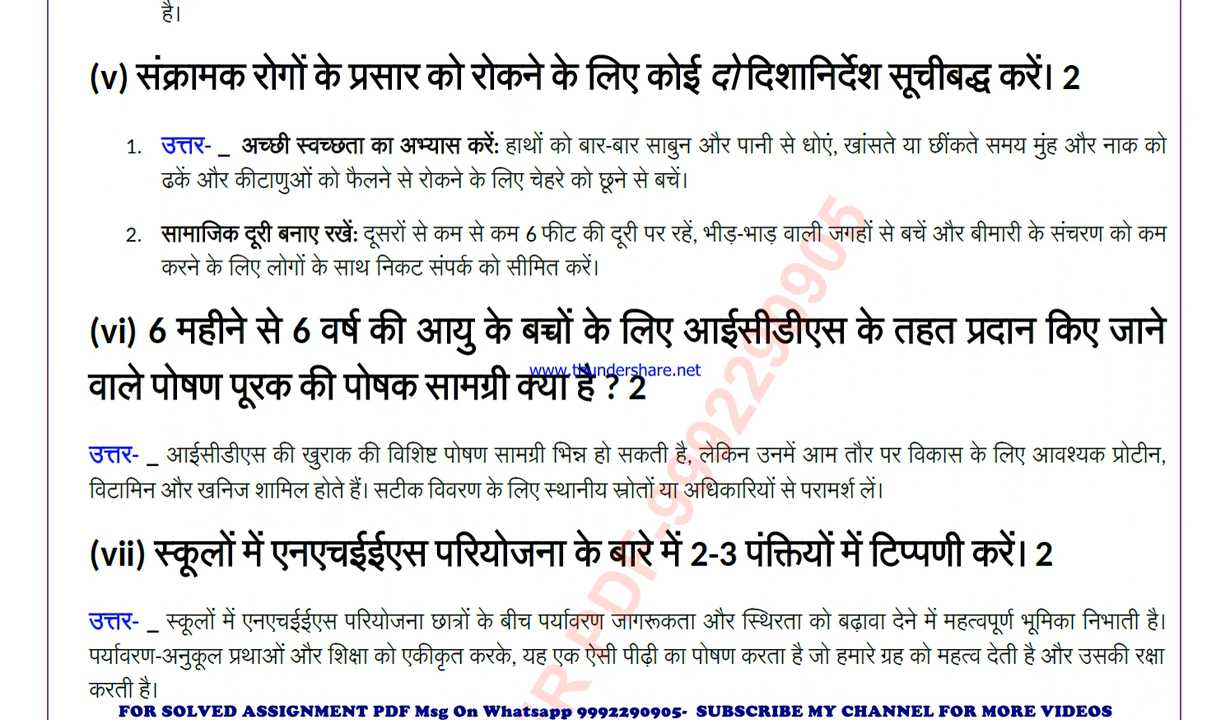 है।
(v) संक्रामक रोगों के प्रसार को रोकने के लिए कोई दो दिशानिर्देश सूचीबद्ध करें। 2
1. उत्तर- _ अच्छी स्वच्छता का अभ्यास करें: हाथों को बार-बार साबुन और पानी से धोएं, खांसते या छींकते समय मुंह और नाक को
ढकें और कीटाणुओं को फैलने से रोकने के लिए चेहरे को छूने से बचें।
2. सामाजिक दूरी बनाए रखें: दूसरों से कम से कम 6 फीट की दूरी पर रहें, भीड़-भाड़ वाली जगहों से बचें और बीमारी के संचरण को कम
करने के लिए लोगों के साथ निकट संपर्क को सीमित करें।
(vi) 6 महीने से 6 वर्ष की आयु के बच्चों के लिए आईसीडीएस के तहत प्रदान किए जाने
www.thundershare.net
वाले पोषण पूरक की पोषक सामग्री क्या है ? 2
उत्तर- _ आईसीडीएस की खुराक की विशिष्ट पोषण सामग्री भिन्न हो सकती है, लेकिन उनमें आम तौर पर विकास के लिए आवश्यक प्रोटीन,
विटामिन और खनिज शामिल होते हैं। सटीक विवरण के लिए स्थानीय स्रोतों या अधिकारियों से परामर्श लें।
(vii) स्कूलों में एनएचईईएस परियोजना के बारे में 2-3 पंक्तियों में टिप्पणी करें। 2
उत्तर- _ स्कूलों में एनएचईईएस परियोजना छात्रों के बीच पर्यावरण जागरूकता और स्थिरता को बढ़ावा देने में महत्वपूर्ण भूमिका निभाती है।
पर्यावरण-अनुकूल प्रथाओं और शिक्षा को एकीकृत करके, यह एक ऐसी पीढ़ी का पोषण करता है जो हमारे ग्रह को महत्व देती है और उसकी रक्षा
करती है।
PDF-9992290905
FOR SOLVED ASSIGNMENT PDF Msg On Whatsapp 9992290905- SUBSCRIBE MY CHANNEL FOR MORE VIDEOS